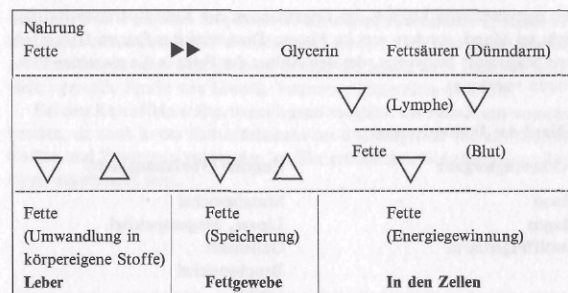 Nahrung
Fette Glycerin Fettsäuren (Dünndarm)
(Lymphe)
Fette (Blut)
Fette Fette Fette
(Umwandlung in (Speicherung) (Energiegewinnung)
körpereigene Stoffe)
Leber Fettgewebe In den Zellen